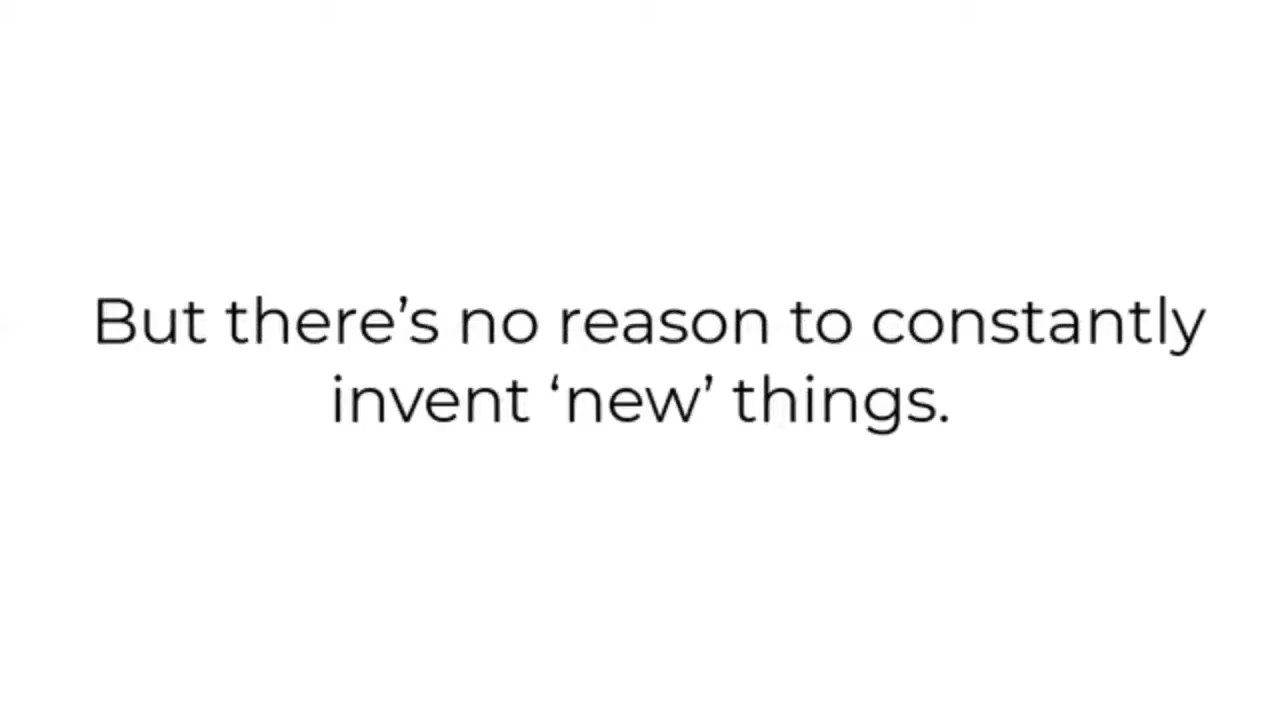 But there’s no reason to constantly
invent ‘new’ things.